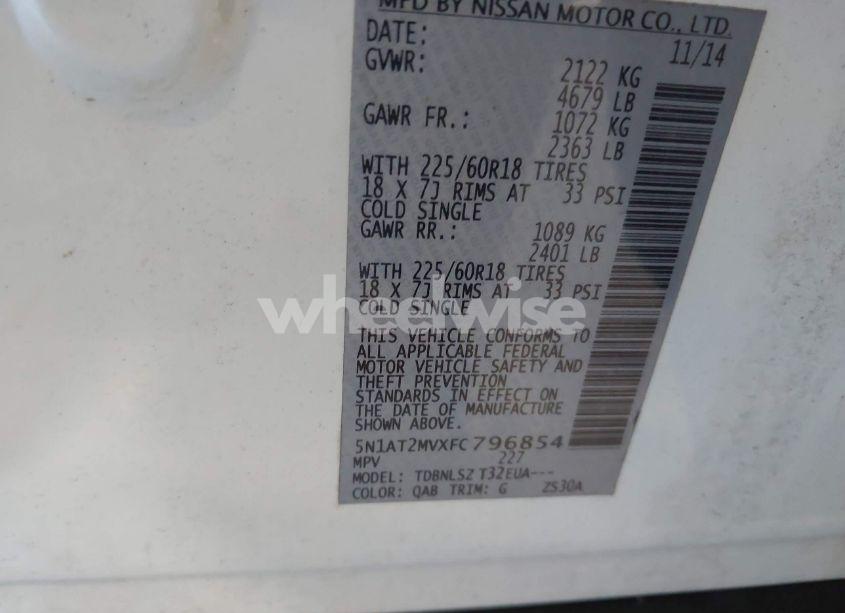 MFD BY NISSAN MOTOR CO., LTD.
DATE: 11/14
GVWR: 2122 KG
4679 LB
GAWR FR.: 1072 KG
2363 LB
WITH 225/60R18 TIRES
18 X 7J RIMS AT 33 PSI
COLD SINGLE
GAWR RR.: 1089 KG
2401 LB
WITH 225/60R18 TIRES
18 X 7J RIMS AT 33 PSI
COLD SINGLE
wheelwise
THIS VEHICLE CONFORMS TO
ALL APPLICABLE FEDERAL
MOTOR VEHICLE SAFETY AND
THEFT PREVENTION
STANDARDS IN EFFECT ON
THE DATE OF MANUFACTURE
SHOWN ABOVE.
5N1AT2MVXFC796854
MPV 227
MODEL: TDBNLSZ T32EUA---
COLOR: QAB TRIM: G ZS30A